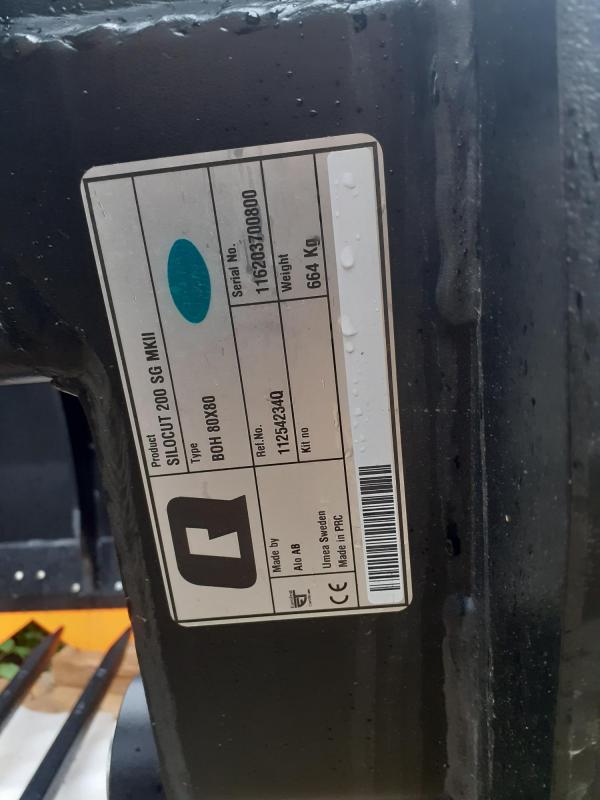 Product
SILOCUT 200 SG MKII
Type
BOH 80X80
Ref.No.
11254234Q
Serial No.
116203700800
Kit no
Weight
664 Kg
Made by
Alo AB
Umea Sweden
Made in PRC
CE